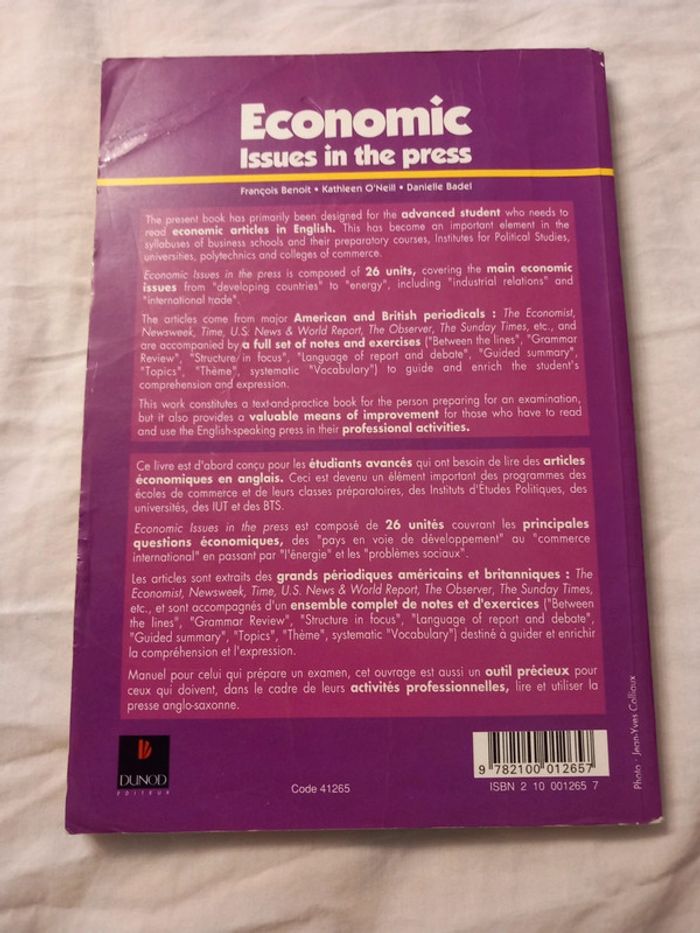 Economic
Issues in the press
François Benoit • Kathleen O'Neill • Danielle Badel
The present book has primarily been designed for the advanced student who needs to
read economic articles in English. This has become an important element in the
syllabuses of business schools and their preparatory courses, Institutes for Political Studies,
universities, polytechnics and colleges of commerce.
Economic Issues in the press is composed of 26 units, covering the main economic
issues from "developing countries" to "energy", including "industrial relations" and
"international trade".
The articles come from major American and British periodicals : The Economist,
Newsweek, Time, U.S. News & World Report, The Observer, The Sunday Times, etc., and
are accompanied by a full set of notes and exercises ("Between the lines", "Grammar
Review", "Structure in focus", "Language of report and debate", "Guided summary",
"Topics", "Thème", systematic "Vocabulary") to guide and enrich the student's
comprehension and expression.
This work constitutes a text-and-practice book for the person preparing for an examination,
but it also provides a valuable means of improvement for those who have to read
and use the English-speaking press in their professional activities.
Ce livre est d'abord conçu pour les étudiants avancés qui ont besoin de lire des articles
économiques en anglais. Ceci est devenu un élément important des programmes des
écoles de commerce et de leurs classes préparatoires, des Instituts d'Études Politiques, des
universités, des IUT et des BTS.
Economic Issues in the press est composé de 26 unités couvrant les principales
questions économiques, des "pays en voie de développement" au "commerce
international" en passant par "l'énergie" et les "problèmes sociaux".
Les articles sont extraits des grands périodiques américains et britanniques : The
Economist, Newsweek, Time, U.S. News & World Report, The Observer, The Sunday Times,
etc., et sont accompagnés d'un ensemble complet de notes et d'exercices ("Between
the lines", "Grammar Review", "Structure in focus", "Language of report and debate",
"Guided summary", "Topics", "Thème", systematic "Vocabulary") destiné à guider et enrichir
la compréhension et l'expression.
Manuel pour celui qui prépare un examen, cet ouvrage est aussi un outil précieux pour
ceux qui doivent, dans le cadre de leurs activités professionnelles, lire et utiliser la
presse anglo-saxonne.
DUNOD
ÉDITEUR
Code 41265
9 782100 012657
ISBN 2 10 001265 7
Photo · Jean-Yves Colliaux